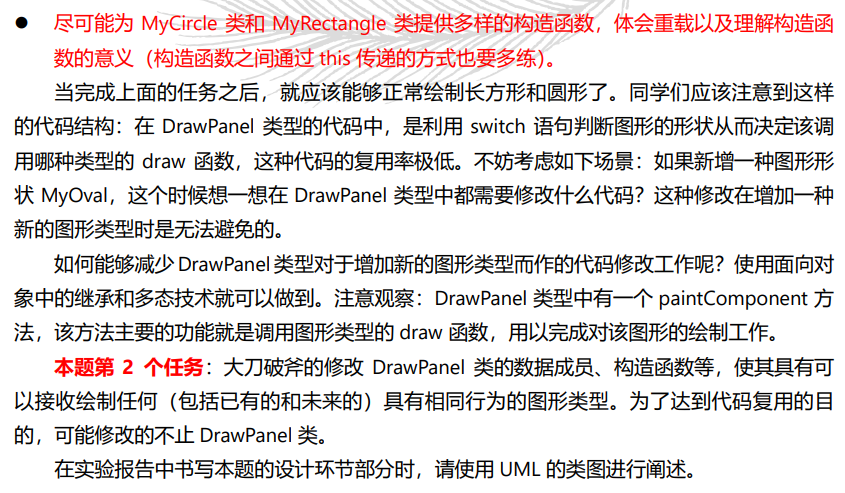 ● 尽可能为 MyCircle 类和 MyRectangle 类提供多样的构造函数，体会重载以及理解构造函
数的意义（构造函数之间通过 this 传递的方式也要多练）。
当完成上面的任务之后，就应该能够正常绘制长方形和圆形了。同学们应该注意到这样
的代码结构：在 DrawPanel 类型的代码中，是利用 switch 语句判断图形的形状从而决定该调
用哪种类型的 draw 函数，这种代码的复用率极低。不妨考虑如下场景：如果新增一种图形形
状 MyOval，这个时候想一想在 DrawPanel 类型中都需要修改什么代码？这种修改在增加一种
新的图形类型时是无法避免的。
如何能够减少 DrawPanel 类型对于增加新的图形类型而作的代码修改工作呢？使用面向对
象中的继承和多态技术就可以做到。注意观察：DrawPanel 类型中有一个 paintComponent 方
法，该方法主要的功能就是调用图形类型的 draw 函数，用以完成对该图形的绘制工作。
本题第 2 个任务：大刀破斧的修改 DrawPanel 类的数据成员、构造函数等，使其具有可
以接收绘制任何（包括已有的和未来的）具有相同行为的图形类型。为了达到代码复用的目
的，可能修改的不止 DrawPanel 类。
在实验报告中书写本题的设计环节部分时，请使用 UML 的类图进行阐述。